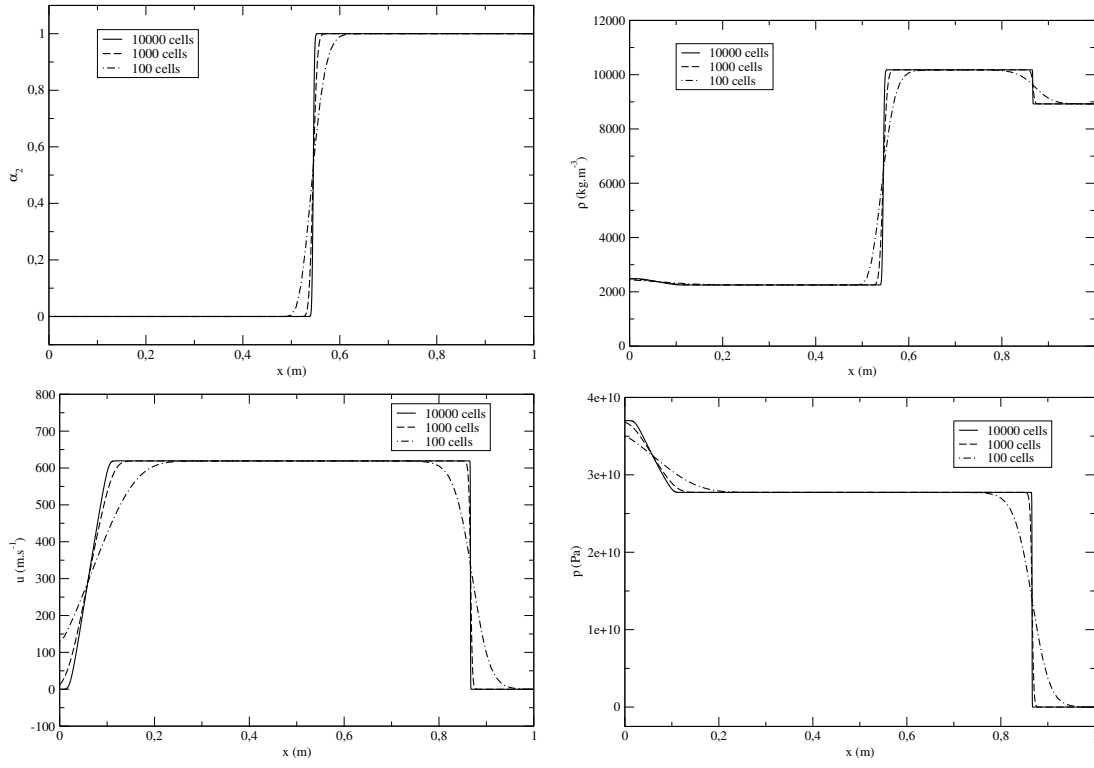 1
0,8
0,6
0,4
0,2
0
α2
10000 cells
1000 cells
100 cells
0 0,2 0,4 0,6 0,8 1
x (m)
12000
10000
8000
6000
4000
2000
0
ρ (kg.m-3)
10000 cells
1000 cells
100 cells
0 0,2 0,4 0,6 0,8 1
x (m)
800
700
600
500
400
300
200
100
0
-100
u (m.s-1)
10000 cells
1000 cells
100 cells
0 0,2 0,4 0,6 0,8 1
x (m)
4e+10
3e+10
2e+10
1e+10
0
p (Pa)
10000 cells
1000 cells
100 cells
0 0,2 0,4 0,6 0,8 1
x (m)